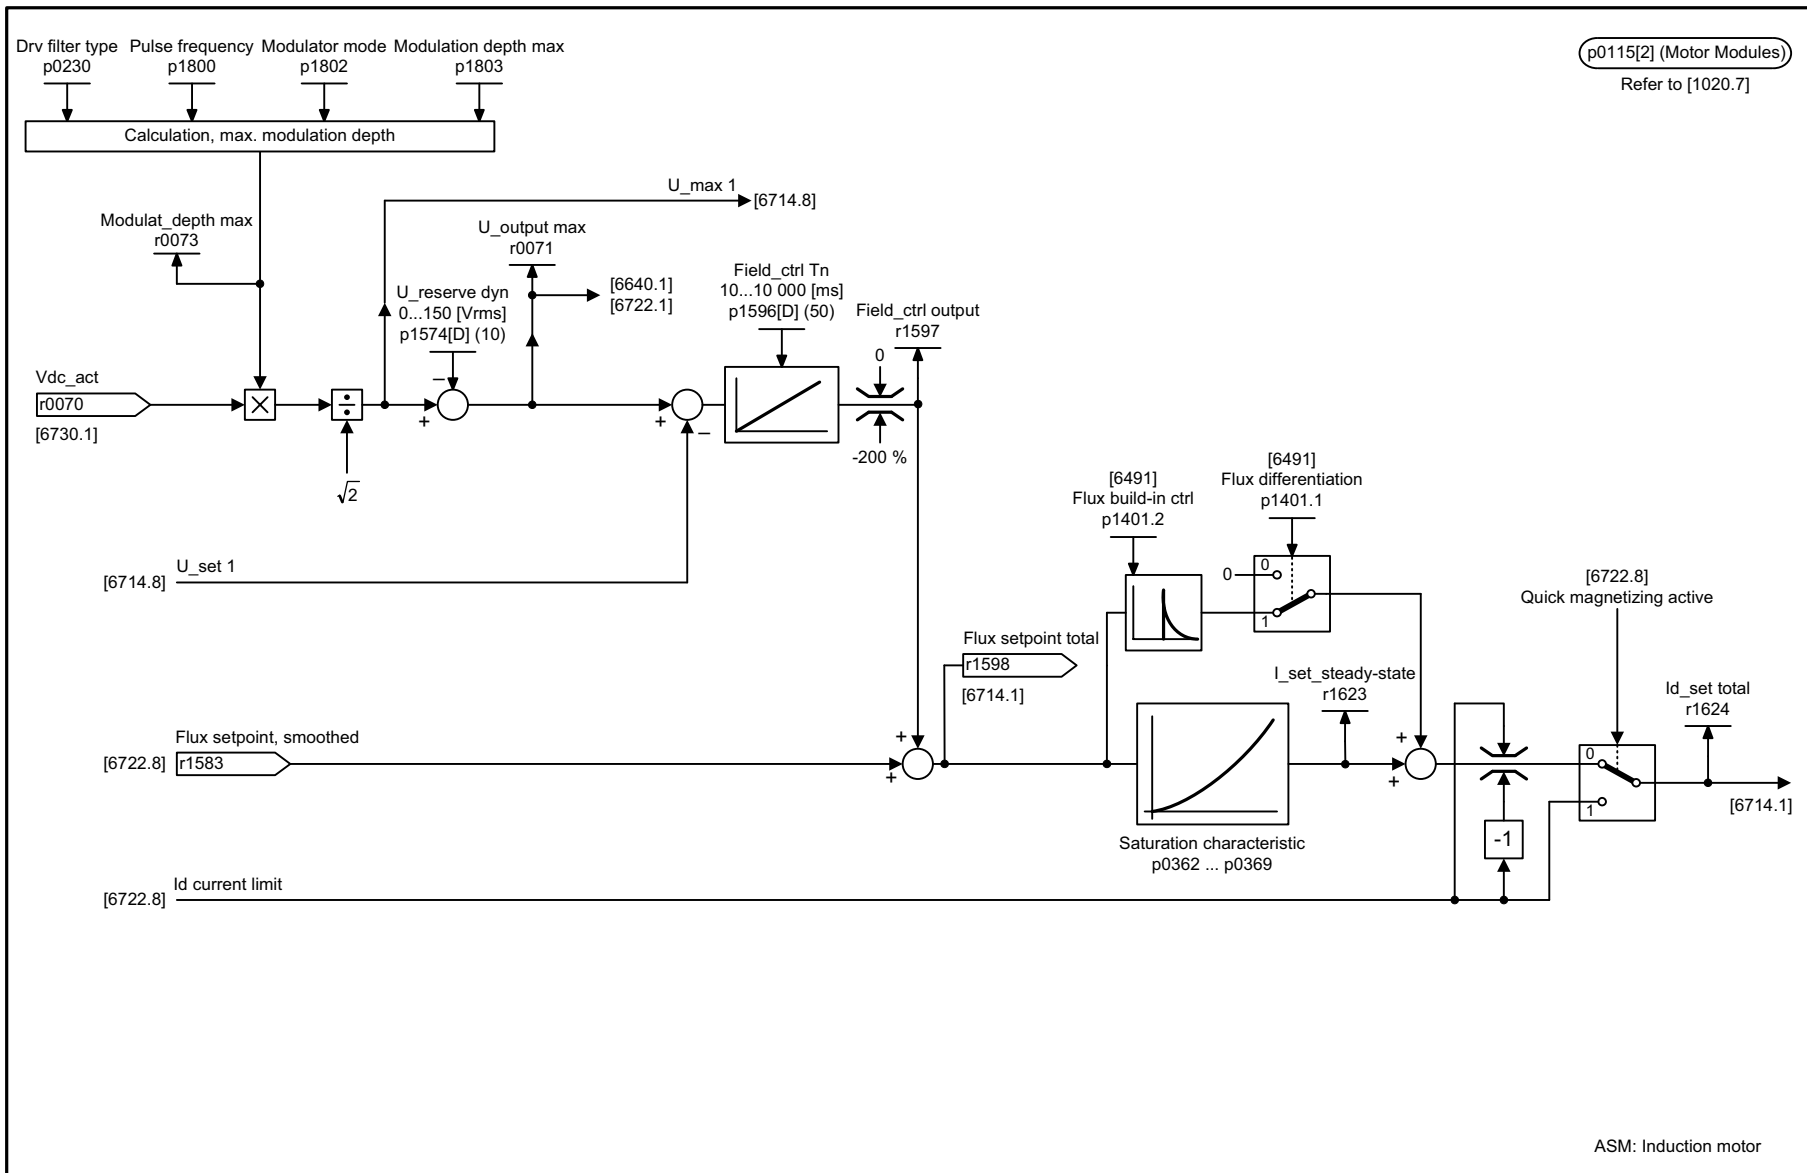 Drv filter type
p0230
Pulse frequency
p1800
Modulator mode
p1802
Modulation depth max
p1803
p0115[2] (Motor Modules)
Refer to [1020.7]
Calculation, max. modulation depth
U_max 1
[6714.8]
Modulat_depth max
r0073
U_output max
r0071
[6640.1]
[6722.1]
U_reserve dyn
0...150 [Vrms]
p1574[D] (10)
Field_ctrl Tn
10...10 000 [ms]
p1596[D] (50)
Field_ctrl output
r1597
0
-200 %
Vdc_act
r0070
[6730.1]
×
÷
√2
–
+
+
–
[6714.8]
U_set 1
[6491]
Flux build-in ctrl
p1401.2
[6491]
Flux differentiation
p1401.1
0
0
1
[6722.8]
Quick magnetizing active
Flux setpoint total
r1598
[6714.1]
I_set_steady-state
r1623
Id_set total
r1624
Flux setpoint, smoothed
[6722.8]
r1583
+
+
+
+
0
1
[6714.1]
-1
Saturation characteristic
p0362 ... p0369
Id current limit
[6722.8]
ASM: Induction motor